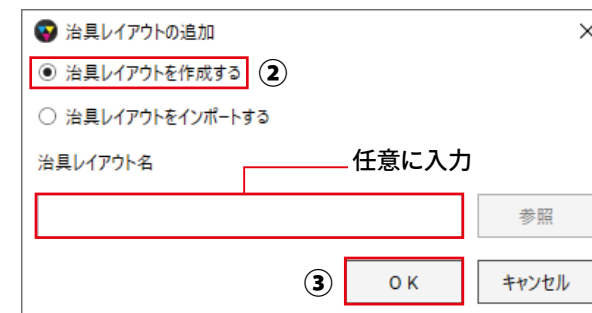 治具レイアウトの追加
治具レイアウトを作成する ②
治具レイアウトをインポートする
治具レイアウト名 任意に入力
参照
③ OK キャンセル